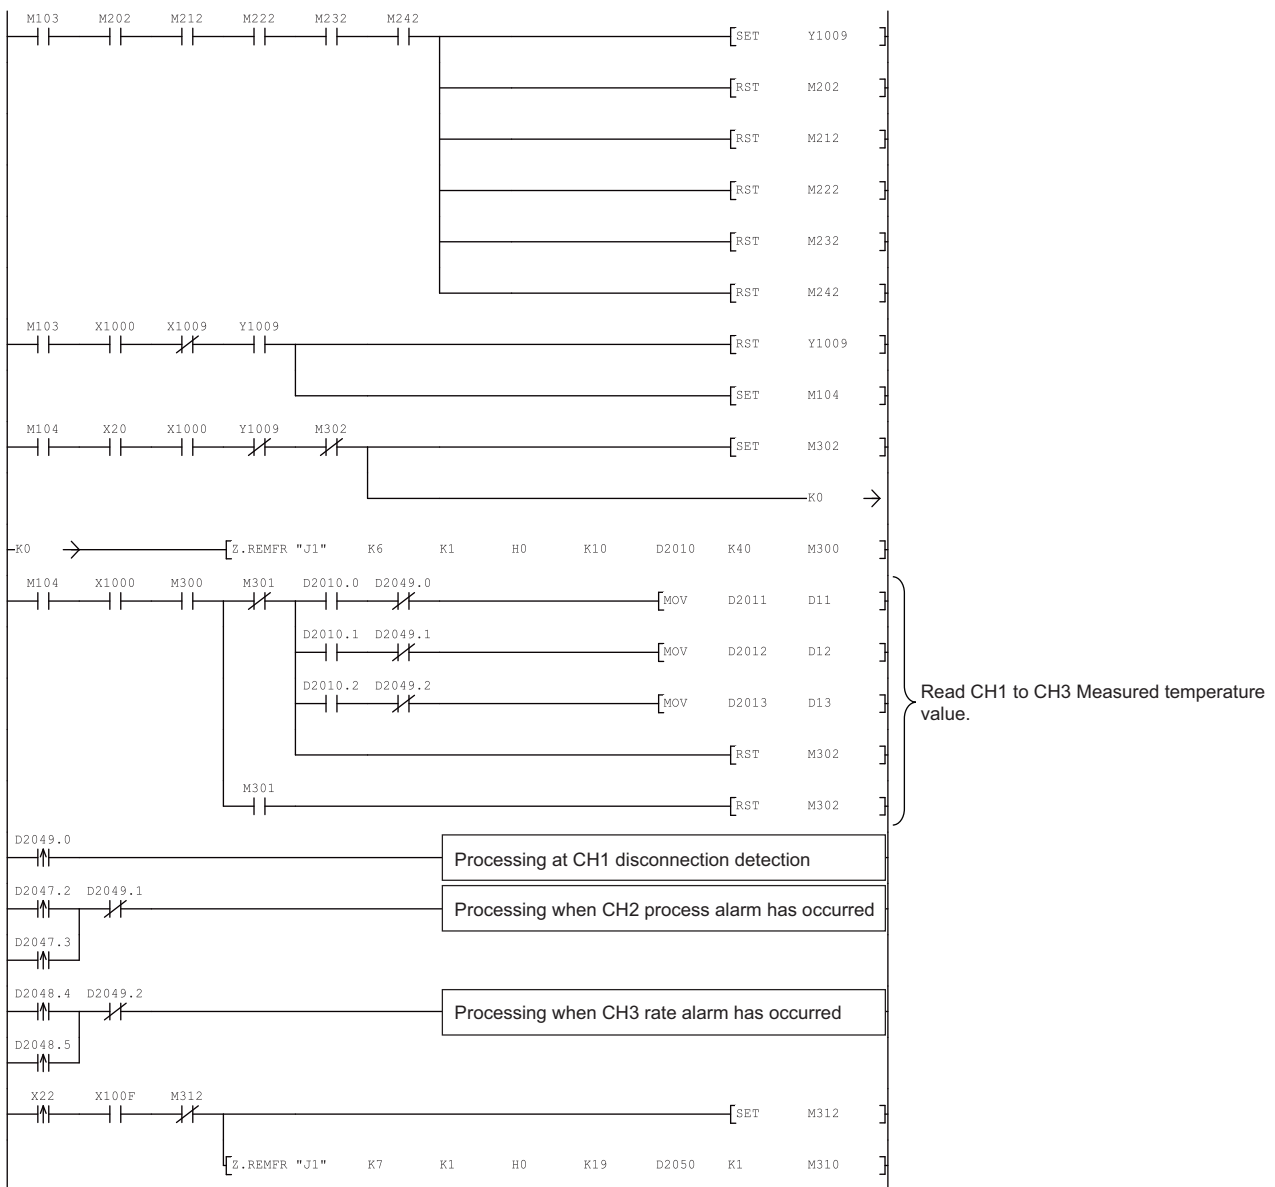 M103 M202 M212 M222 M232 M242
SET Y1009
RST M202
RST M212
RST M222
RST M232
RST M242
M103 X1000 X1009 Y1009
RST Y1009
SET M104
M104 X20 X1000 Y1009 M302
SET M302
K0
K0 Z.REMFR "J1" K6 K1 H0 K10 D2010 K40 M300
M104 X1000 M300 M301 D2010.0 D2049.0
MOV D2011 D11
D2010.1 D2049.1
MOV D2012 D12
D2010.2 D2049.2
MOV D2013 D13
Read CH1 to CH3 Measured temperature
value.
RST M302
M301
RST M302
D2049.0
Processing at CH1 disconnection detection
D2047.2 D2049.1
Processing when CH2 process alarm has occurred
D2047.3
D2048.4 D2049.2
Processing when CH3 rate alarm has occurred
D2048.5
X22 X100F M312
SET M312
Z.REMFR "J1" K7 K1 H0 K19 D2050 K1 M310